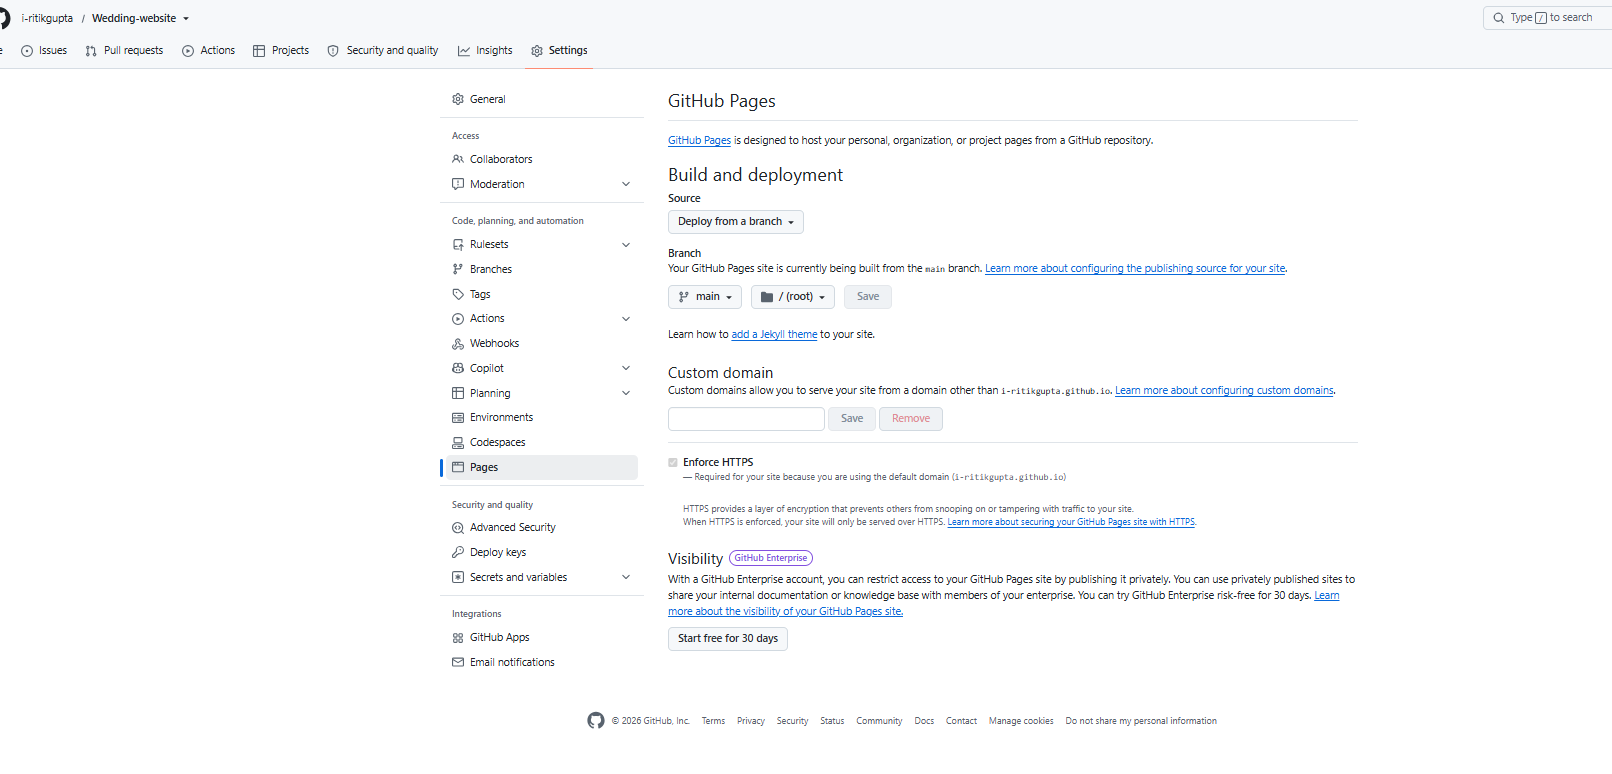 i-ritikgupta / Wedding-website
Type / to search
Issues Pull requests Actions Projects Security and quality Insights Settings
General
Access
Collaborators
Moderation
Code, planning, and automation
Rulesets
Branches
Tags
Actions
Webhooks
Copilot
Planning
Environments
Codespaces
Pages
Security and quality
Advanced Security
Deploy keys
Secrets and variables
Integrations
GitHub Apps
Email notifications
GitHub Pages
GitHub Pages is designed to host your personal, organization, or project pages from a GitHub repository.
Build and deployment
Source
Deploy from a branch
Branch
Your GitHub Pages site is currently being built from the main branch. Learn more about configuring the publishing source for your site.
main / (root) Save
Learn how to add a Jekyll theme to your site.
Custom domain
Custom domains allow you to serve your site from a domain other than i-ritikgupta.github.io. Learn more about configuring custom domains.
Save Remove
Enforce HTTPS
— Required for your site because you are using the default domain (i-ritikgupta.github.io)
HTTPS provides a layer of encryption that prevents others from snooping on or tampering with traffic to your site.
When HTTPS is enforced, your site will only be served over HTTPS. Learn more about securing your GitHub Pages site with HTTPS.
Visibility GitHub Enterprise
With a GitHub Enterprise account, you can restrict access to your GitHub Pages site by publishing it privately. You can use privately published sites to
share your internal documentation or knowledge base with members of your enterprise. You can try GitHub Enterprise risk-free for 30 days. Learn
more about the visibility of your GitHub Pages site.
Start free for 30 days
© 2026 GitHub, Inc. Terms Privacy Security Status Community Docs Contact Manage cookies Do not share my personal information